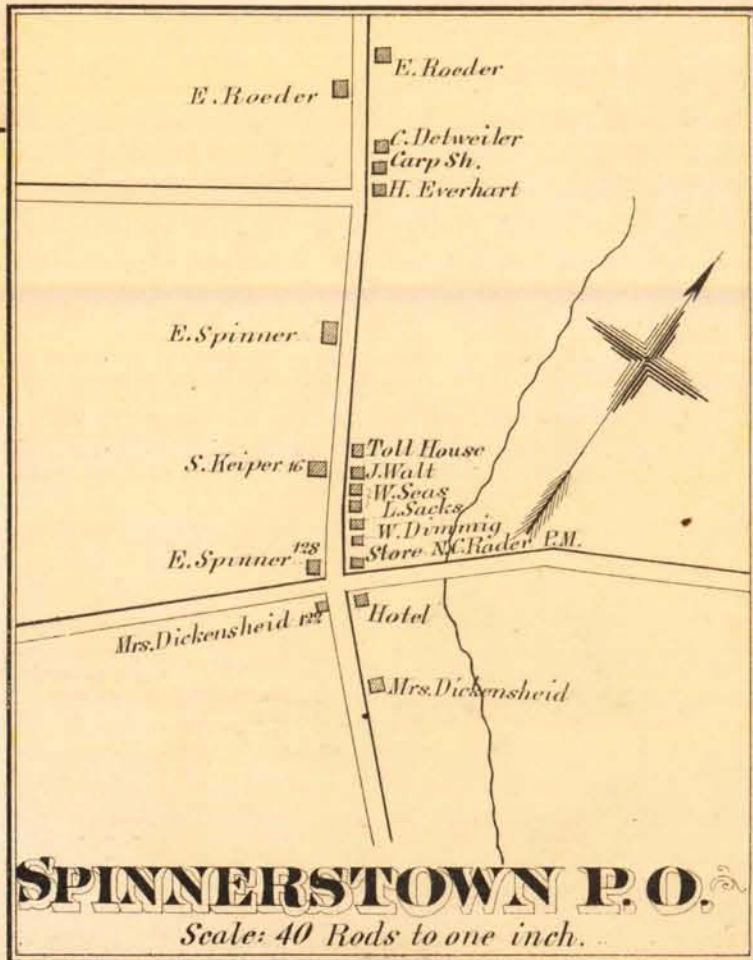 E. Roeder
E. Roeder
C. Detweiler
Carp Sh.
H. Everhart
E. Spinner
Toll House
S. Keiper 16
J. Walt
W. Seas
L. Sacks
W. Dimmig
Store N.C. Rader P.M.
E. Spinner 128
Mrs. Dickensheid 122
Hotel
Mrs. Dickensheid
SPINNERSTOWN P.O.
Scale: 40 Rods to one inch.